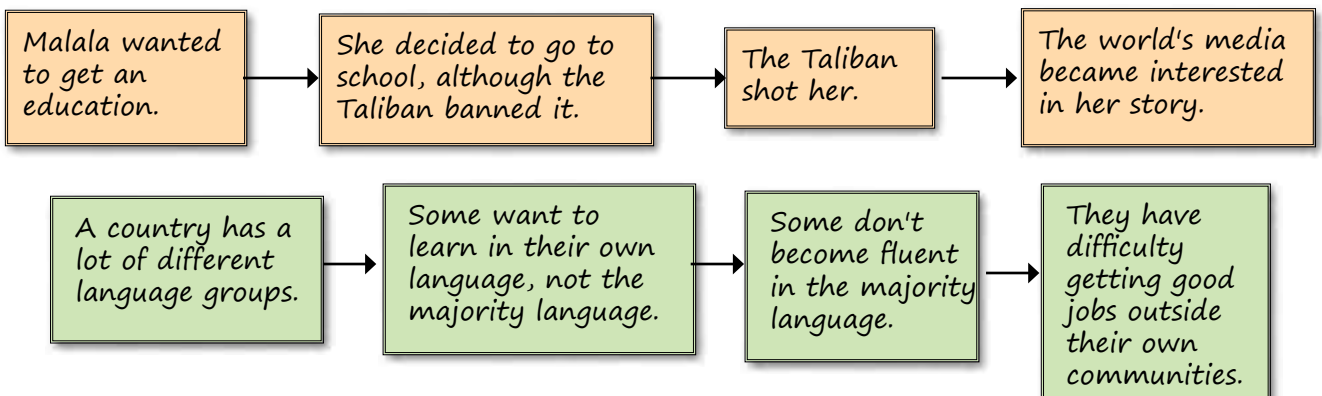 Malala wanted
to get an
education.
She decided to go to
school, although the
Taliban banned it.
The Taliban
shot her.
The world's media
became interested
in her story.
A country has a
lot of different
language groups.
Some want to
learn in their own
language, not the
majority language.
Some don't
become fluent
in the majority
language.
They have
difficulty
getting good
jobs outside
their own
communities.